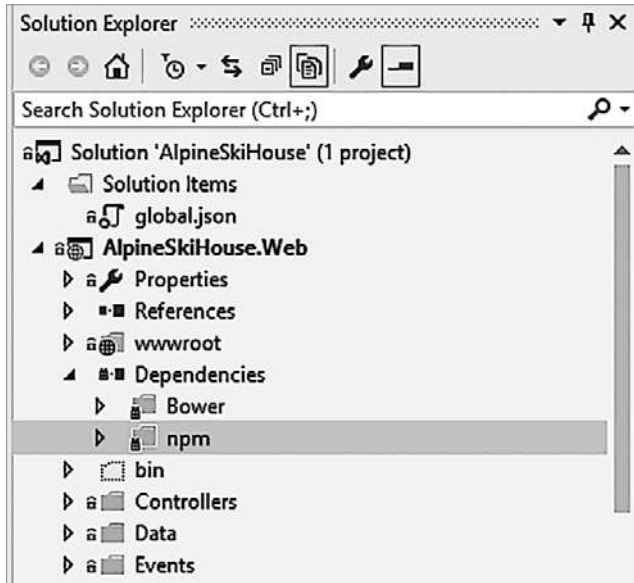 Solution Explorer
Search Solution Explorer (Ctrl+;)
Solution 'AlpineSkiHouse' (1 project)
Solution Items
global.json
AlpineSkiHouse.Web
Properties
References
wwwroot
Dependencies
Bower
npm
bin
Controllers
Data
Events